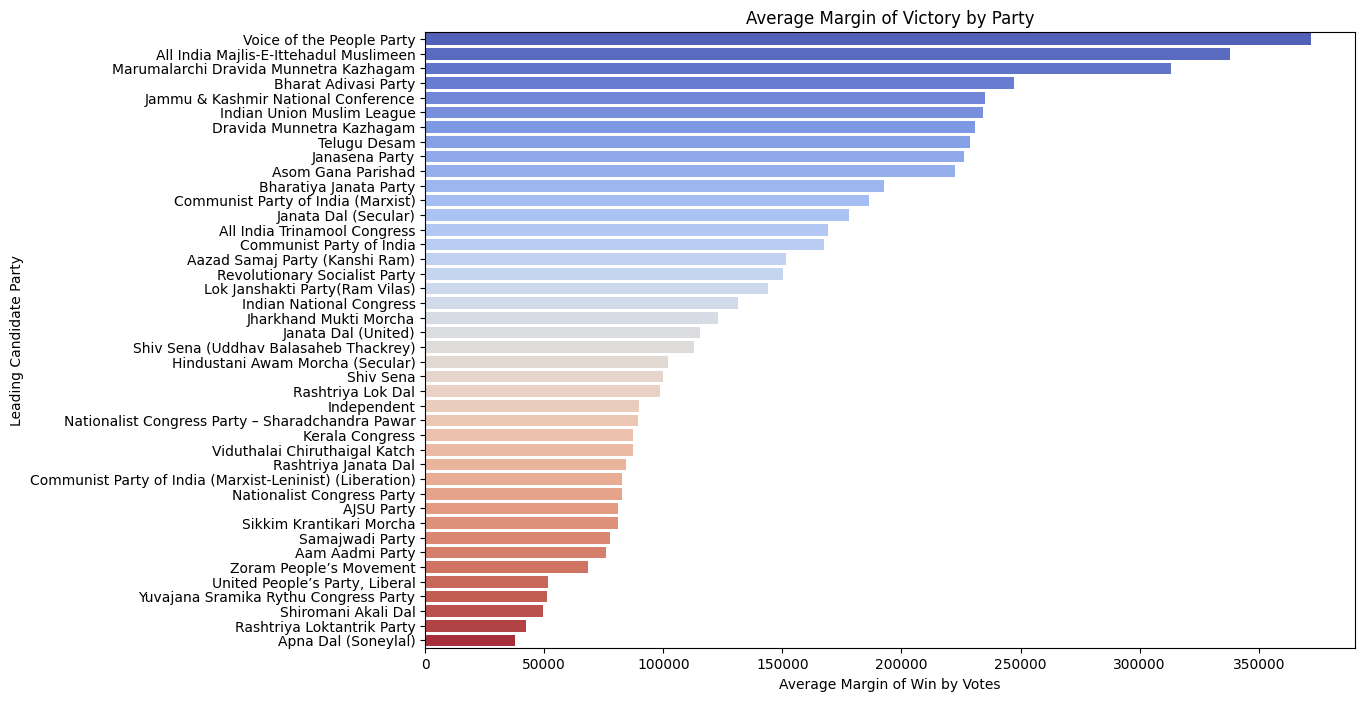 Average Margin of Victory by Party
Leading Candidate Party
Voice of the People Party
All India Majlis-E-Ittehadul Muslimeen
Marumalarchi Dravida Munnetra Kazhagam
Bharat Adivasi Party
Jammu & Kashmir National Conference
Indian Union Muslim League
Dravida Munnetra Kazhagam
Telugu Desam
Janasena Party
Asom Gana Parishad
Bharatiya Janata Party
Communist Party of India (Marxist)
Janata Dal (Secular)
All India Trinamool Congress
Communist Party of India
Aazad Samaj Party (Kanshi Ram)
Revolutionary Socialist Party
Lok Janshakti Party(Ram Vilas)
Indian National Congress
Jharkhand Mukti Morcha
Janata Dal (United)
Shiv Sena (Uddhav Balasaheb Thackrey)
Hindustani Awam Morcha (Secular)
Shiv Sena
Rashtriya Lok Dal
Independent
Nationalist Congress Party – Sharadchandra Pawar
Kerala Congress
Viduthalai Chiruthaigal Katch
Rashtriya Janata Dal
Communist Party of India (Marxist-Leninist) (Liberation)
Nationalist Congress Party
AJSU Party
Sikkim Krantikari Morcha
Samajwadi Party
Aam Aadmi Party
Zoram People’s Movement
United People’s Party, Liberal
Yuvajana Sramika Rythu Congress Party
Shiromani Akali Dal
Rashtriya Loktantrik Party
Apna Dal (Soneylal)
0 50000 100000 150000 200000 250000 300000 350000
Average Margin of Win by Votes